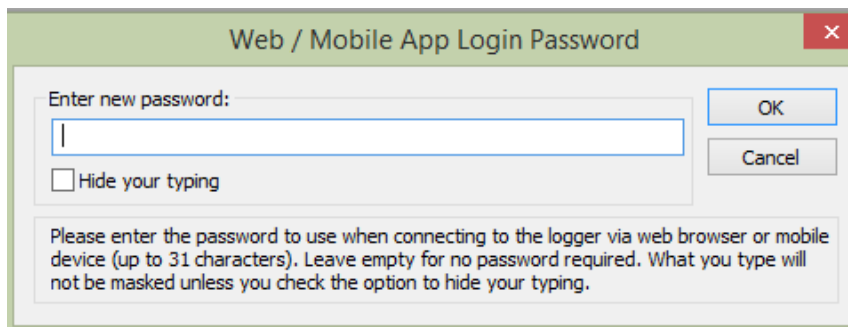 Web / Mobile App Login Password
Enter new password:
OK
Cancel
Hide your typing
Please enter the password to use when connecting to the logger via web browser or mobile
device (up to 31 characters). Leave empty for no password required. What you type will
not be masked unless you check the option to hide your typing.